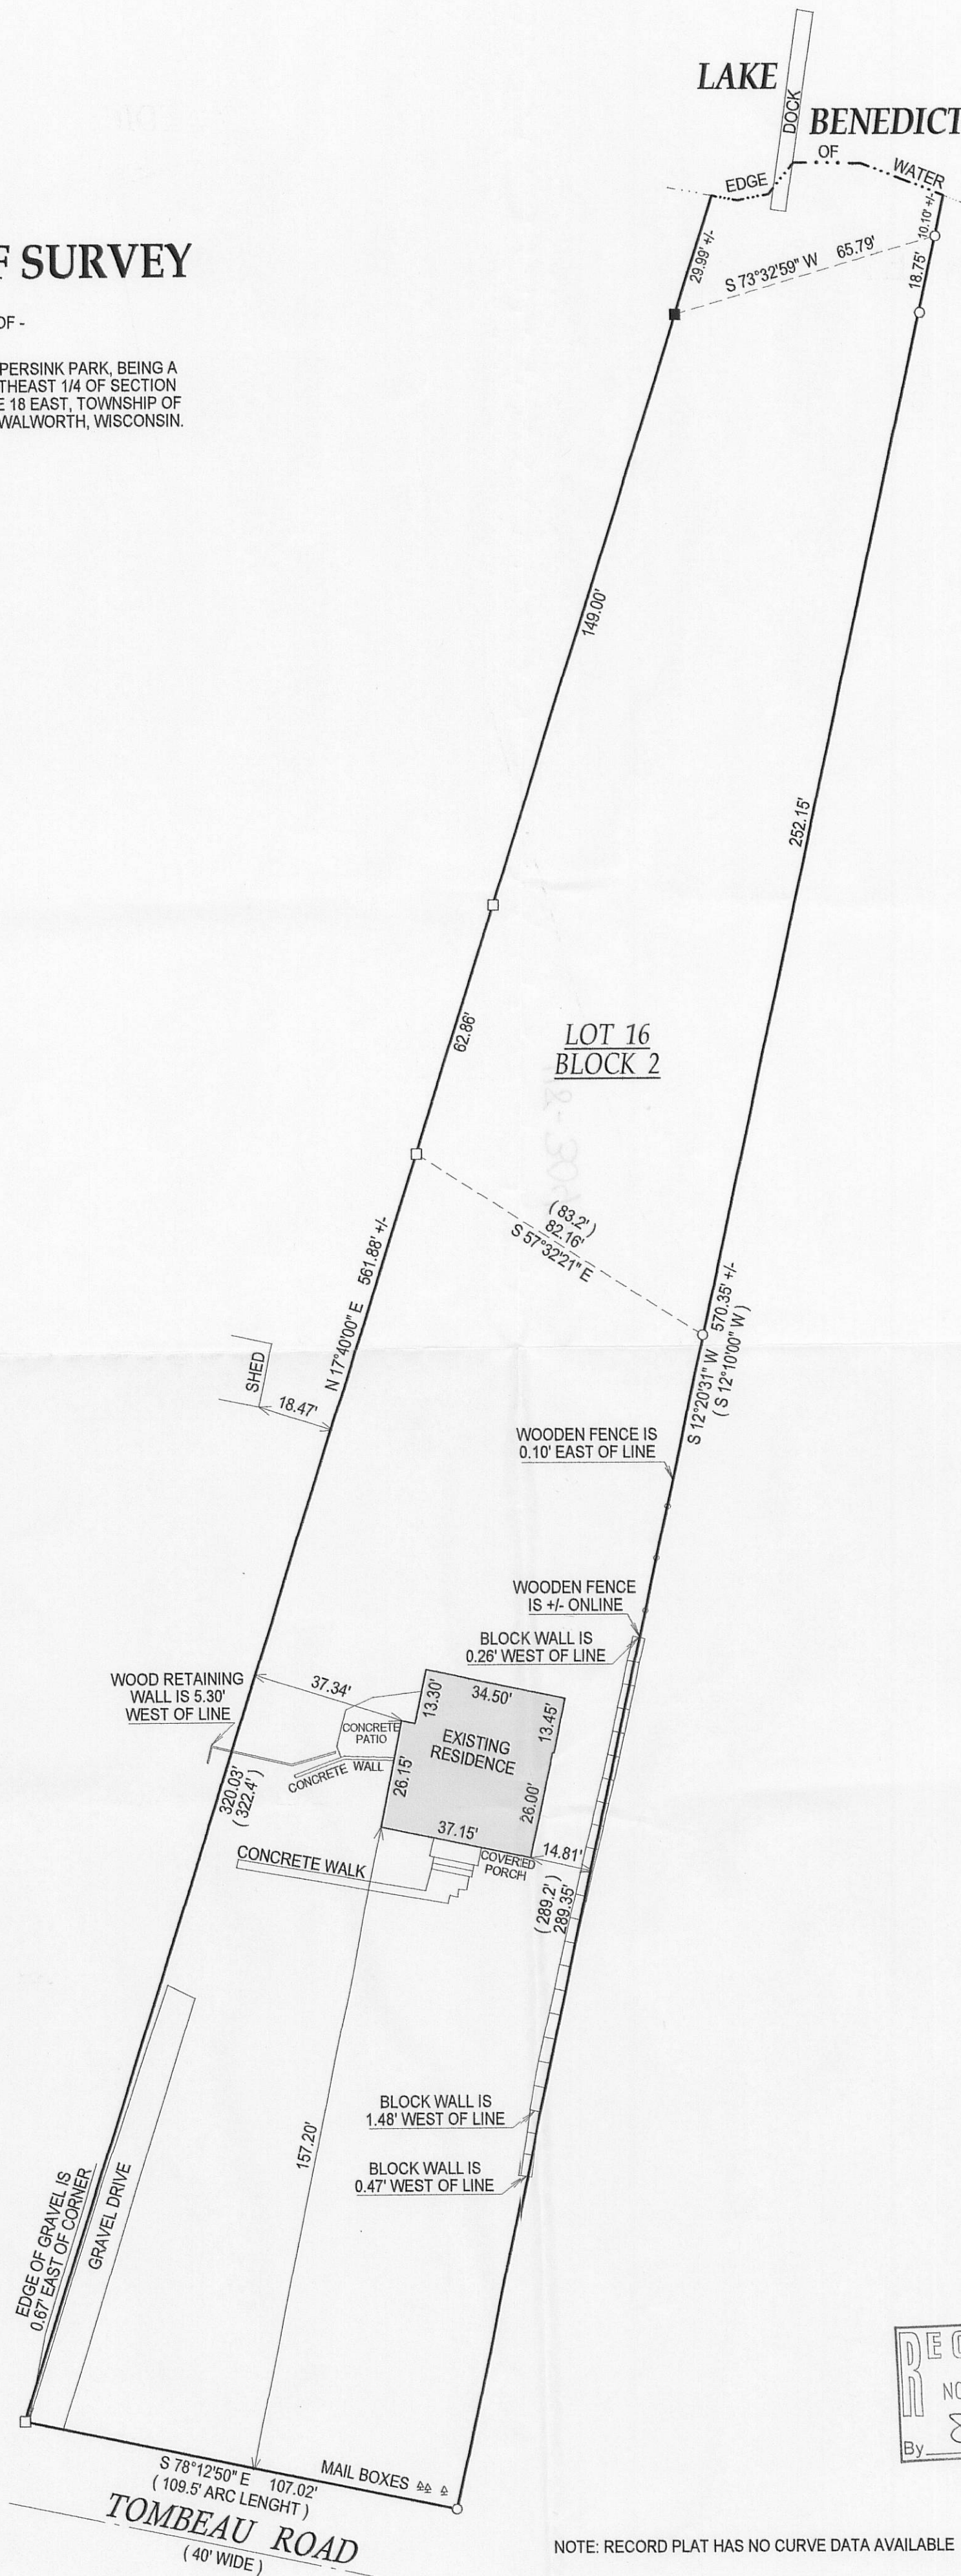 LAKE
DOCK
BENEDICT
EDGE
OF
WATER
29.99' +/-
10.10' +/-
S 73°32'59" W 65.79'
18.75'
F SURVEY
OF -
PERSINK PARK, BEING A
THEAST 1/4 OF SECTION
E 18 EAST, TOWNSHIP OF
WALWORTH, WISCONSIN.
149.00'
252.15'
62.86'
LOT 16
BLOCK 2
( 83.2' )
82.16'
S 57°32'21" E
N 17°40'00" E 561.88' +/-
S 12°20'31" W 570.35' +/-
( S 12°10'00" W )
SHED
18.47'
WOODEN FENCE IS
0.10' EAST OF LINE
WOODEN FENCE
IS +/- ONLINE
BLOCK WALL IS
0.26' WEST OF LINE
WOOD RETAINING
WALL IS 5.30'
WEST OF LINE
37.34'
13.30'
34.50'
13.45'
CONCRETE
PATIO
EXISTING
RESIDENCE
CONCRETE WALL
26.15'
26.00'
320.03'
( 322.4' )
37.15'
14.81'
CONCRETE WALK
COVERED
PORCH
( 289.2' )
289.35'
157.20'
BLOCK WALL IS
1.48' WEST OF LINE
BLOCK WALL IS
0.47' WEST OF LINE
EDGE OF GRAVEL IS
0.67' EAST OF CORNER
GRAVEL DRIVE
S 78°12'50" E 107.02'
( 109.5' ARC LENGHT )
MAIL BOXES
TOMBEAU ROAD
( 40' WIDE )
REC
NO
By
NOTE: RECORD PLAT HAS NO CURVE DATA AVAILABLE